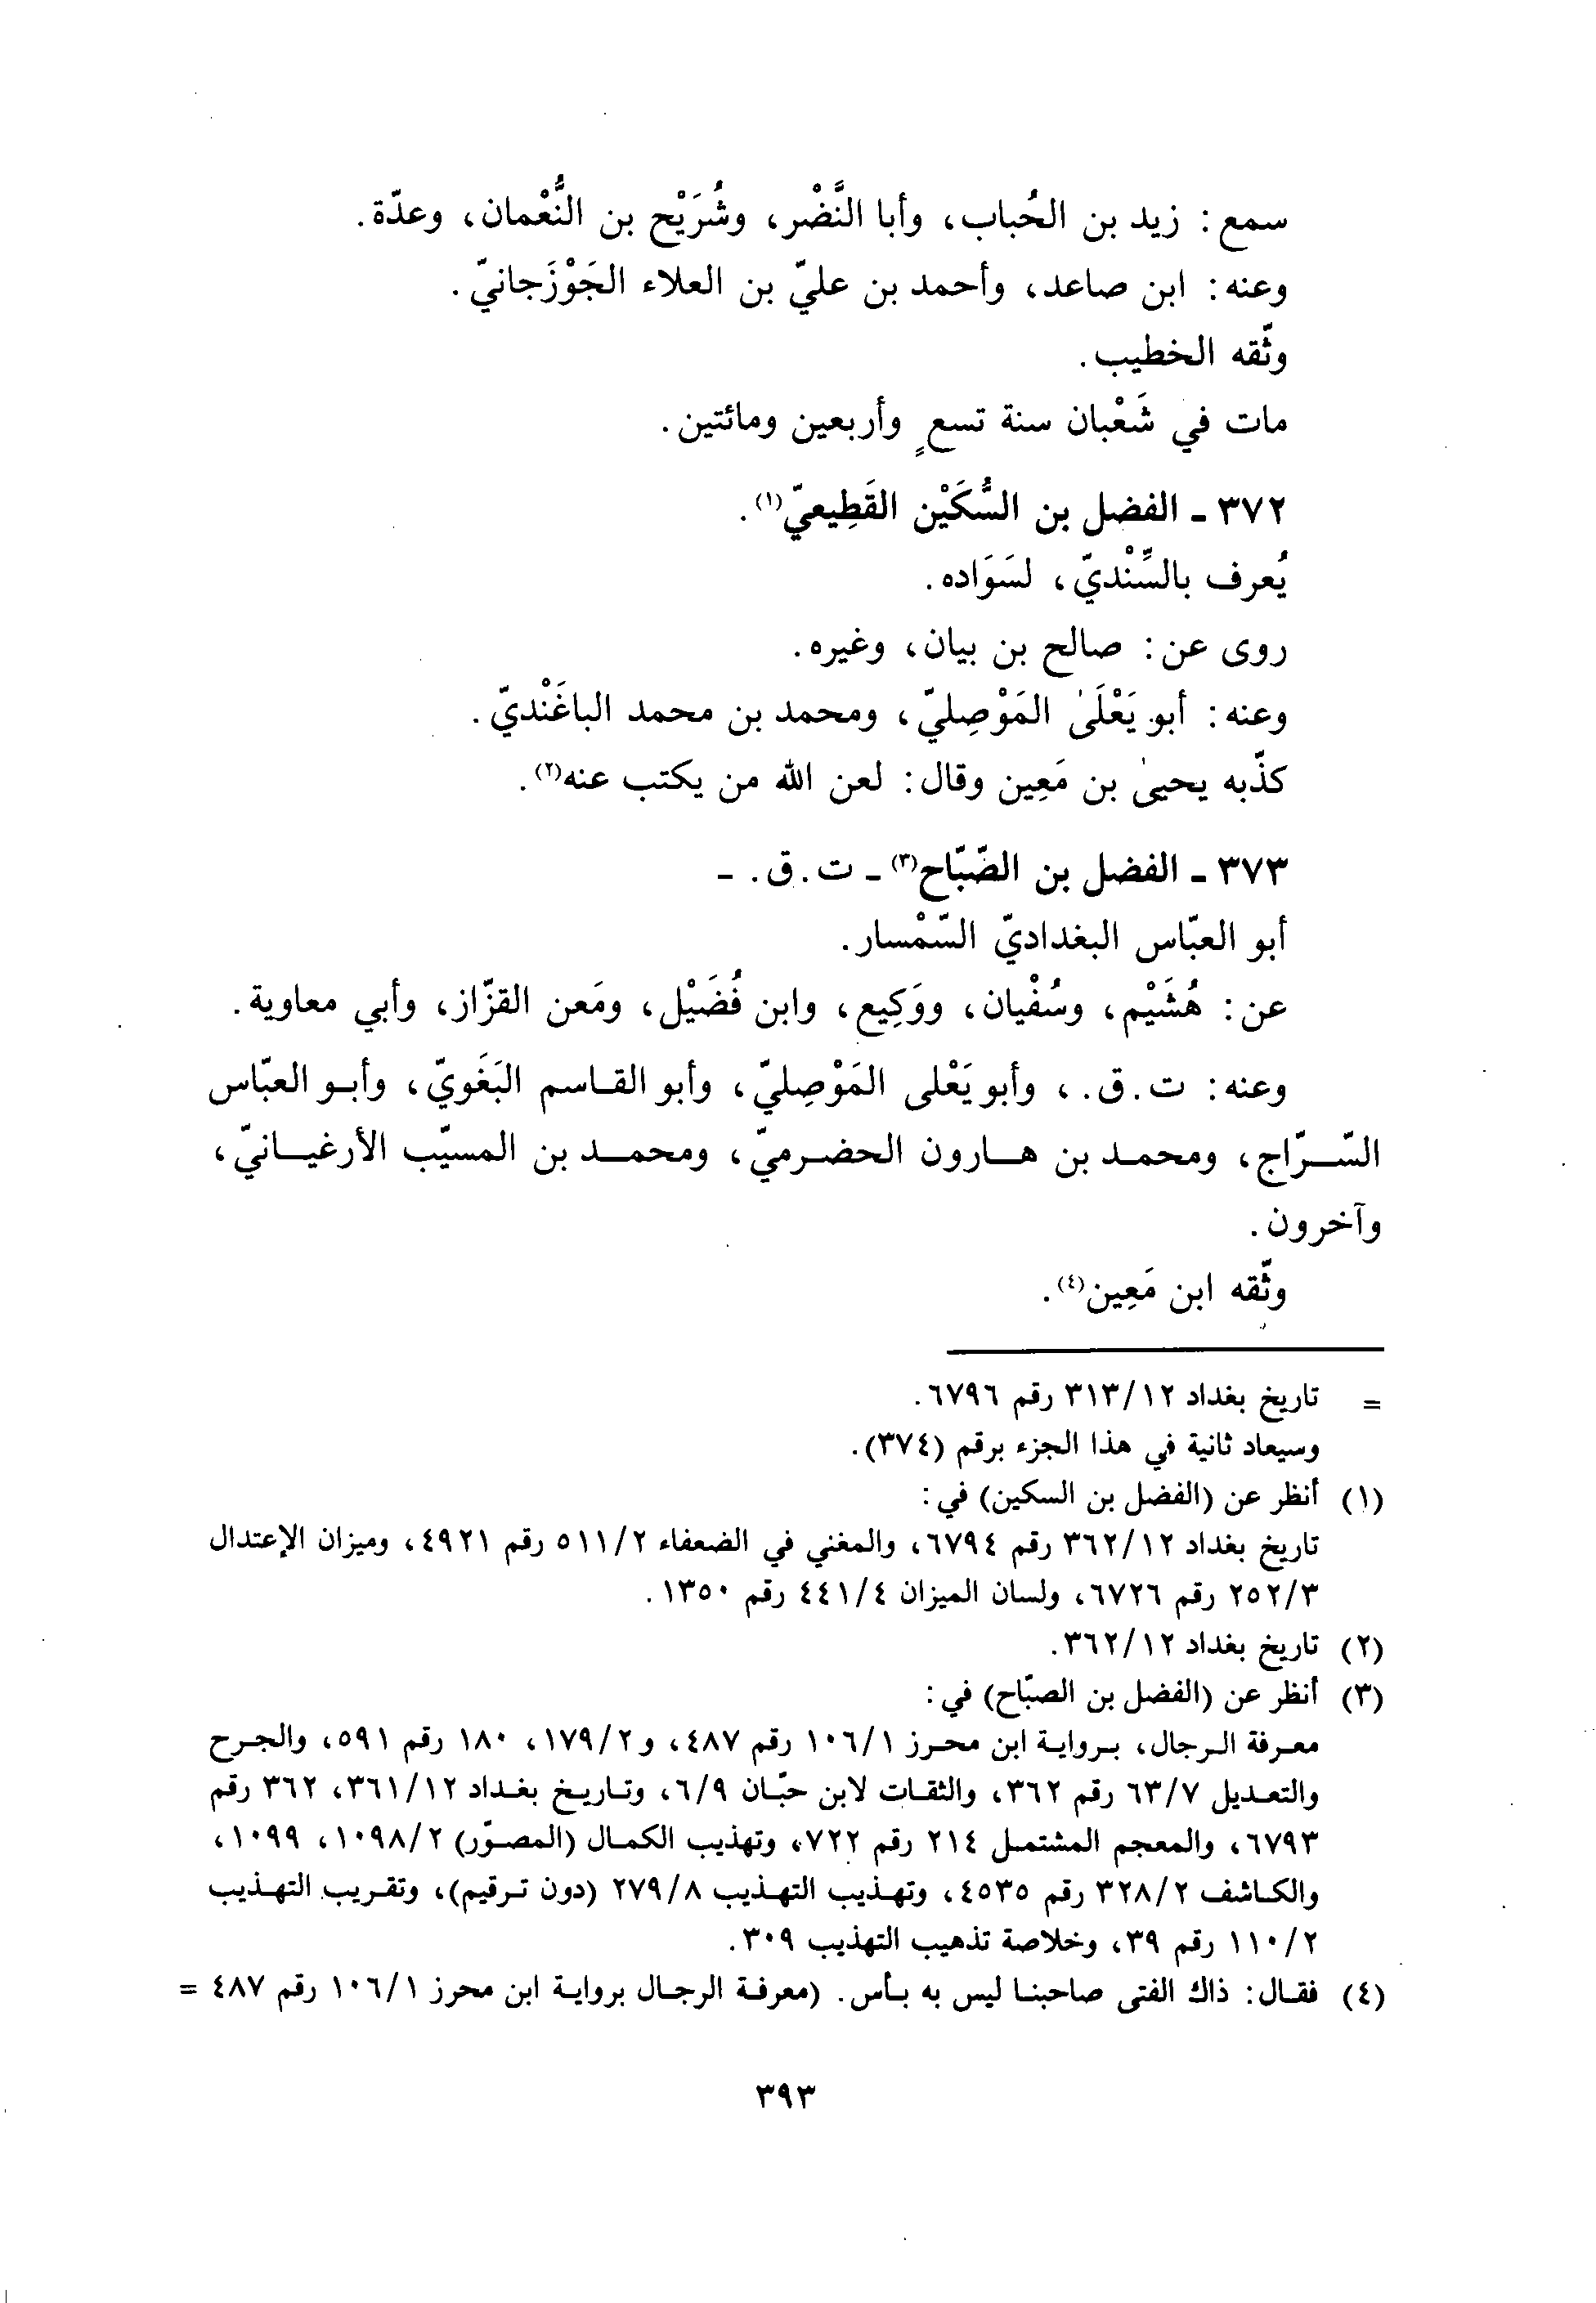 سمع: زيد بن الحُباب، وأبا النَّضْر، وشُرَيْح بن النُّعْمان، وعدّة.
وعنه: ابن صاعد، وأحمد بن عليّ بن العلاء الجَوْزَجانيّ.
وثّقه الخطيب.
مات في شَعْبان سنة تسعٍ وأربعين ومائتين.
٣٧٢ - الفضل بن السُّكَيْن القَطِيعيّ(١).
يُعرف بالسِّنْديّ، لسَوَاده.
روى عن: صالح بن بيان، وغيره.
وعنه: أبو يَعْلَىٰ المَوْصِليّ، ومحمد بن محمد الباغَنْديّ.
كذّبه يحيىٰ بن مَعِين وقال: لعن الله من يكتب عنه(٢).
٣٧٣ - الفضل بن الصّبّاح(٣) - ت. ق. -
أبو العبّاس البغداديّ السّمْسار.
عن: هُشَيْم، وسُفْيان، ووَكِيع، وابن فُضَيْل، ومَعن القزّاز، وأبي معاوية.
وعنه: ت. ق. ، وأبو يَعْلى المَوْصِليّ، وأبو القاسم البَغَويّ، وأبو العبّاس
السّرّاج، ومحمد بن هارون الحضرميّ، ومحمد بن المسيّب الأرغيانيّ،
وآخرون.
وثّقه ابن مَعِين(٤).
= تاريخ بغداد ٣١٣/١٢ رقم ٦٧٩٦.
وسيعاد ثانية في هذا الجزء برقم (٣٧٤).
(١) أنظر عن (الفضل بن السكين) في:
تاريخ بغداد ٣٦٢/١٢ رقم ٦٧٩٤، والمغني في الضعفاء ٥١١/٢ رقم ٤٩٢١، وميزان الإعتدال
٢٥٢/٣ رقم ٦٧٢٦، ولسان الميزان ٤٤١/٤ رقم ١٣٥٠.
(٢) تاريخ بغداد ٣٦٢/١٢.
(٣) أنظر عن (الفضل بن الصبّاح) في:
معرفة الرجال، برواية ابن محرز ١٠٦/١ رقم ٤٨٧، و١٧٩/٢، ١٨٠ رقم ٥٩١، والجرح
والتعديل ٦٣/٧ رقم ٣٦٢، والثقات لابن حبّان ٦/٩، وتاريخ بغداد ٣٦١/١٢، ٣٦٢ رقم
٦٧٩٣، والمعجم المشتمل ٢١٤ رقم ٧٢٢، وتهذيب الكمال (المصوّر) ١٠٩٨/٢، ١٠٩٩،
والكاشف ٣٢٨/٢ رقم ٤٥٣٥، وتهذيب التهذيب ٢٧٩/٨ (دون ترقيم)، وتقريب التهذيب
١١٠/٢ رقم ٣٩، وخلاصة تذهيب التهذيب ٣٠٩.
(٤) فقال: ذاك الفتى صاحبنا ليس به بأس. (معرفة الرجال برواية ابن محرز ١٠٦/١ رقم ٤٨٧ =
٣٩٣